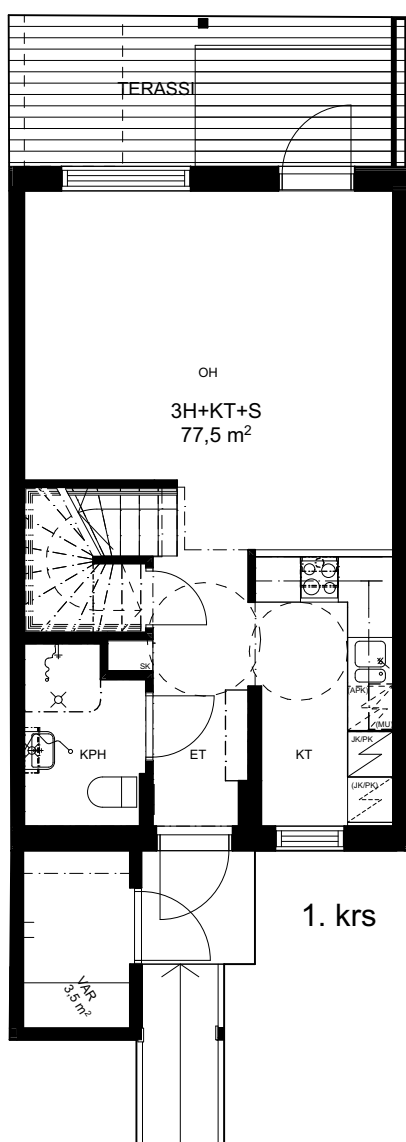 TERASSI
OH
3H+KT+S
77,5 m²
SK
(APK)
(MU)
JK/PK
KPH
ET
KT
(JK/PK)
1. krs
VAR
3,5 m²